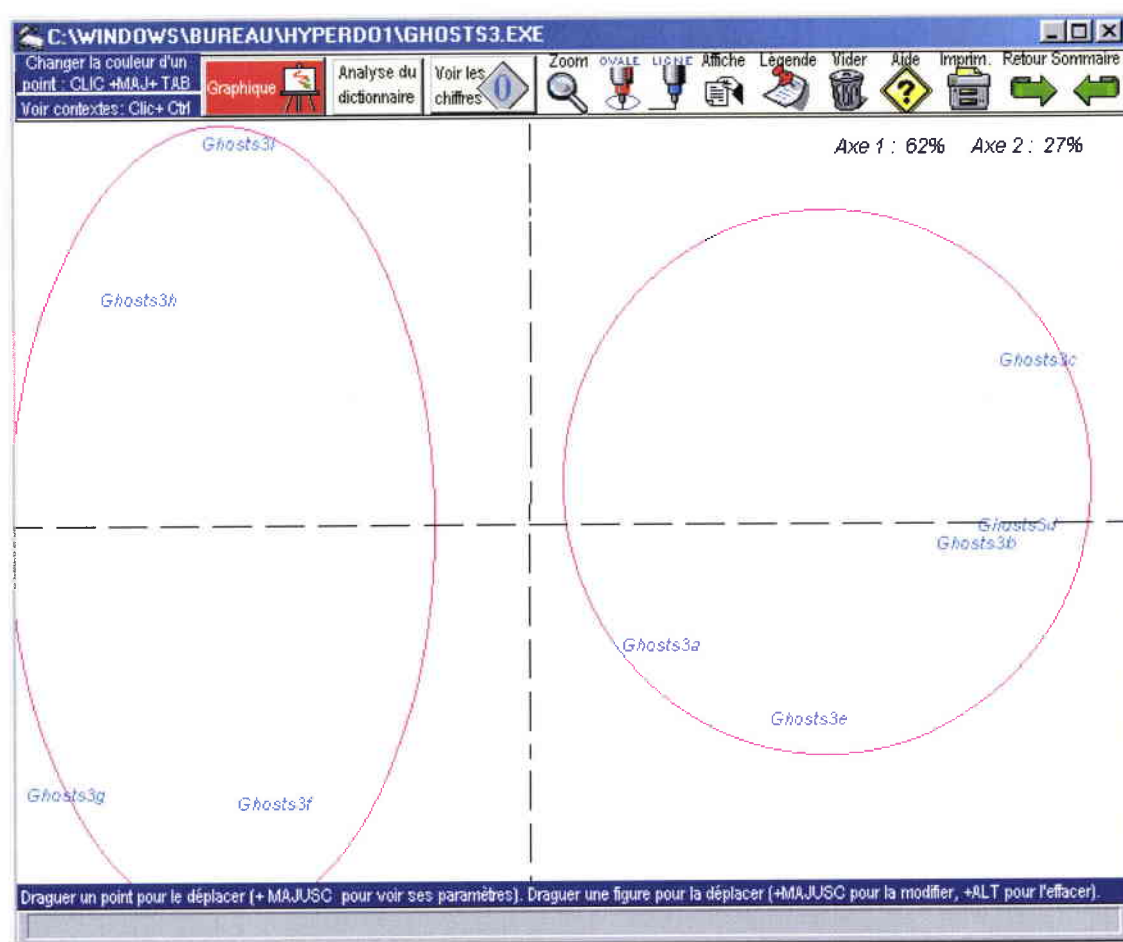 C:\WINDOWS\BUREAU\HYPERDO1\GHOSTS3.EXE
Changer la couleur d'un
point : CLIC +MAJ+ TAB
Voir contextes: Clic+ Ctrl
Graphique
Analyse du
dictionnaire
Voir les
chiffres
0
Zoom OVALE LIGNE Affiche Légende Vider Aide Imprim. Retour Sommaire
Axe 1 : 62% Axe 2 : 27%
Ghosts3i
Ghosts3h
Ghosts3c
Ghosts3d
Ghosts3b
Ghosts3a
Ghosts3e
Ghosts3g
Ghosts3f
Draguer un point pour le déplacer (+ MAJUSC pour voir ses paramètres). Draguer une figure pour la déplacer (+MAJUSC pour la modifier, +ALT pour l'effacer).